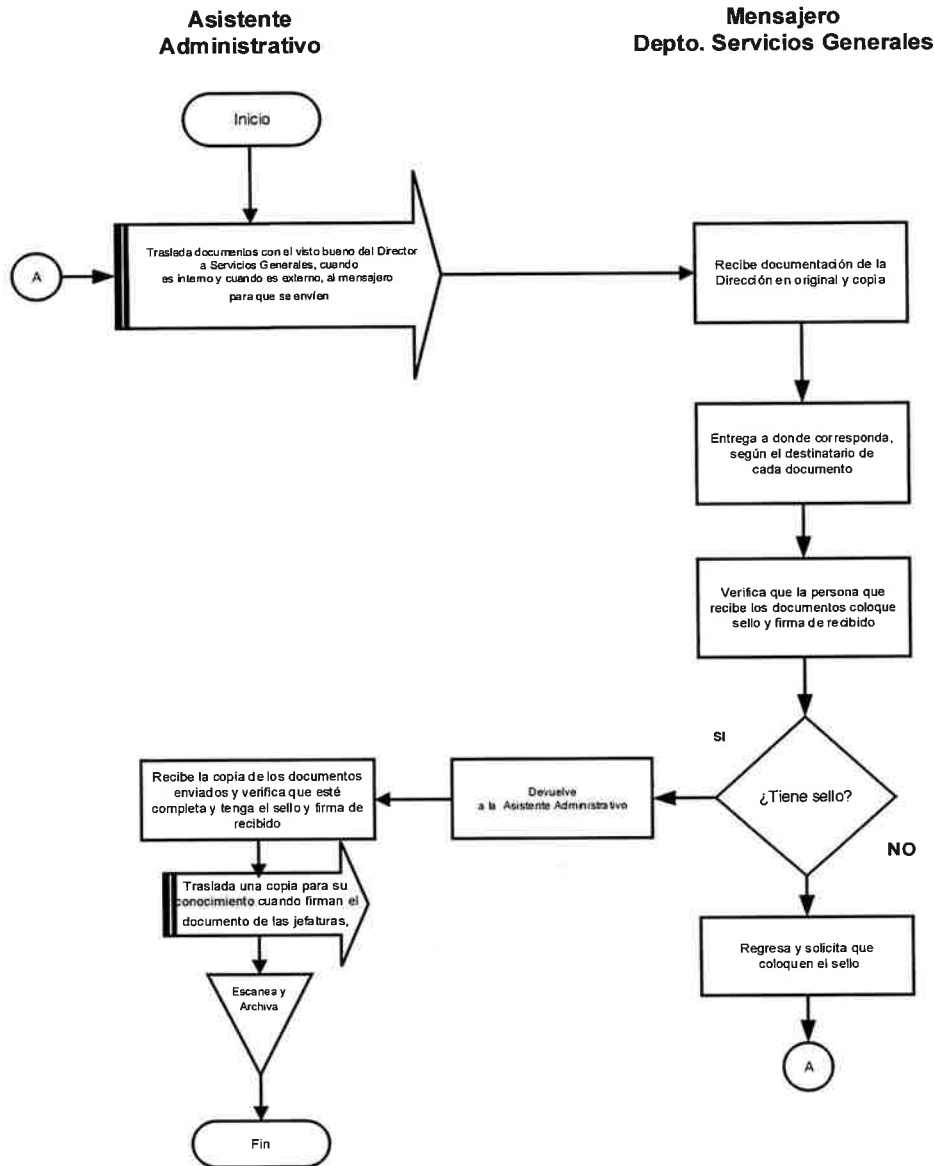 Asistente
Administrativo
Mensajero
Depto. Servicios Generales
Inicio
A
Traslada documentos con el visto bueno del Director
a Servicios Generales, cuando
es interno y cuando es externo, al mensajero
para que se envíen
Recibe documentación de la
Dirección en original y copia
Entrega a donde corresponda,
según el destinatario de
cada documento
Verifica que la persona que
recibe los documentos coloque
sello y firma de recibido
¿Tiene sello?
SI
NO
Devuelve
a la Asistente Administrativo
Recibe la copia de los documentos
enviados y verifica que esté
completa y tenga el sello y firma de
recibido
Traslada una copia para su
conocimiento cuando firman el
documento de las jefaturas,
Escanea y
Archiva
Fin
Regresa y solicita que
coloquen el sello
A